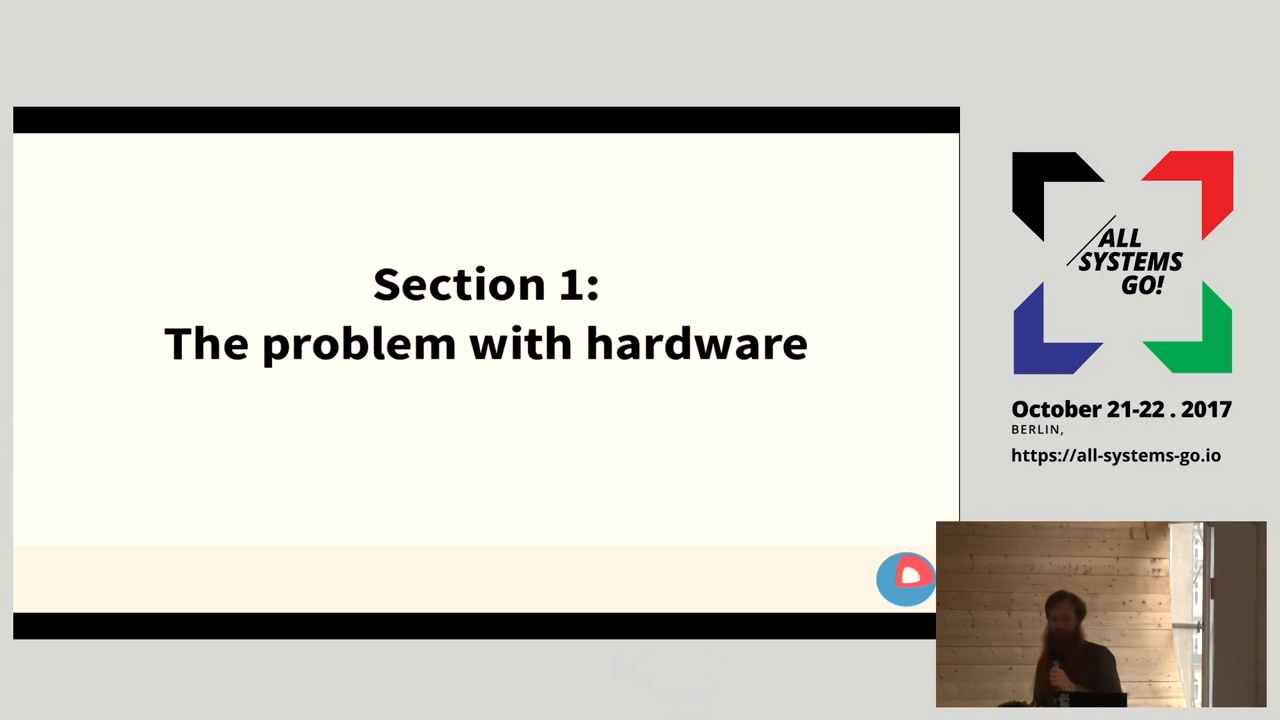 Section 1:
The problem with hardware
ALL
SYSTEMS
GO!
October 21-22 . 2017
BERLIN,
https://all-systems-go.io